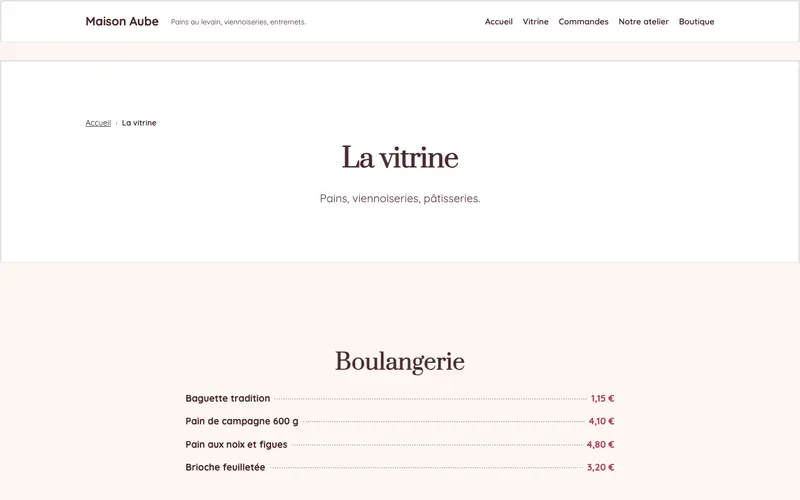 Maison Aube Pains au levain, viennoiseries, entremets. Accueil Vitrine Commandes Notre atelier Boutique
Accueil › La vitrine
La vitrine
Pains, viennoiseries, pâtisseries.
Boulangerie
Baguette tradition 1,15 €
Pain de campagne 600 g 4,10 €
Pain aux noix et figues 4,80 €
Brioche feuilletée 3,20 €